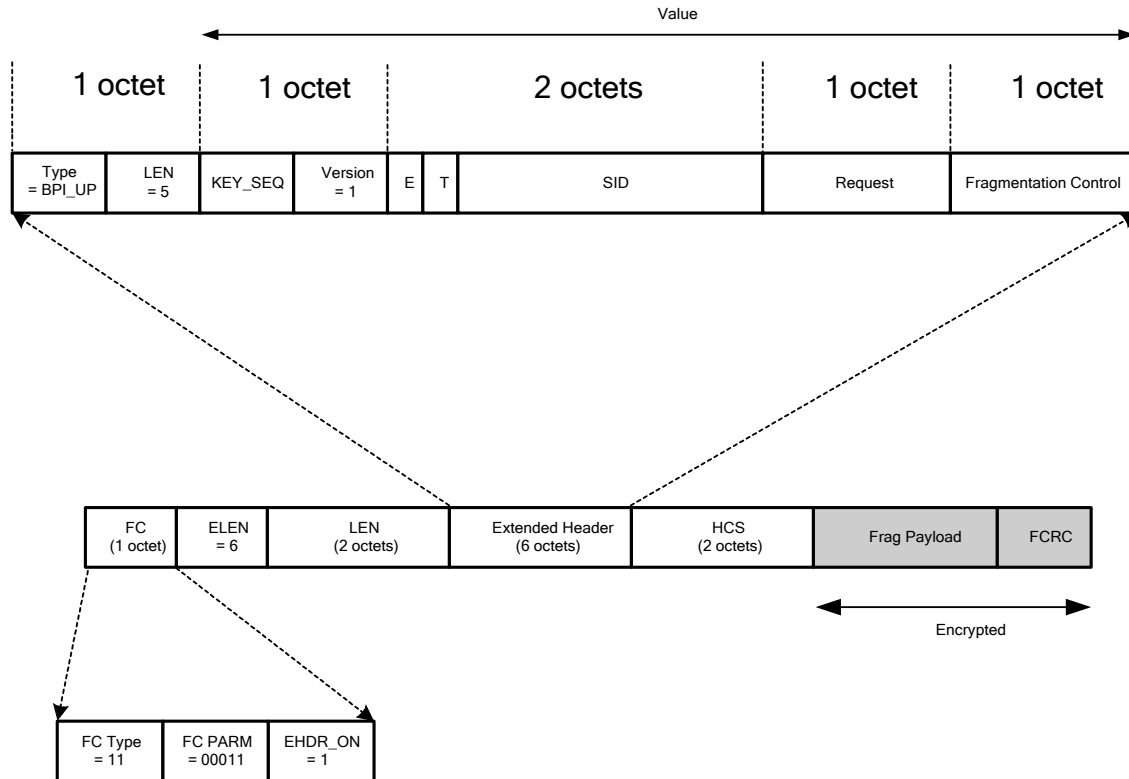 Value
1 octet
1 octet
2 octets
1 octet
1 octet
Type
= BPI_UP
LEN
= 5
KEY_SEQ
Version
= 1
E
T
SID
Request
Fragmentation Control
FC
(1 octet)
ELEN
= 6
LEN
(2 octets)
Extended Header
(6 octets)
HCS
(2 octets)
Frag Payload
FCRC
Encrypted
FC Type
= 11
FC PARM
= 00011
EHDR_ON
= 1